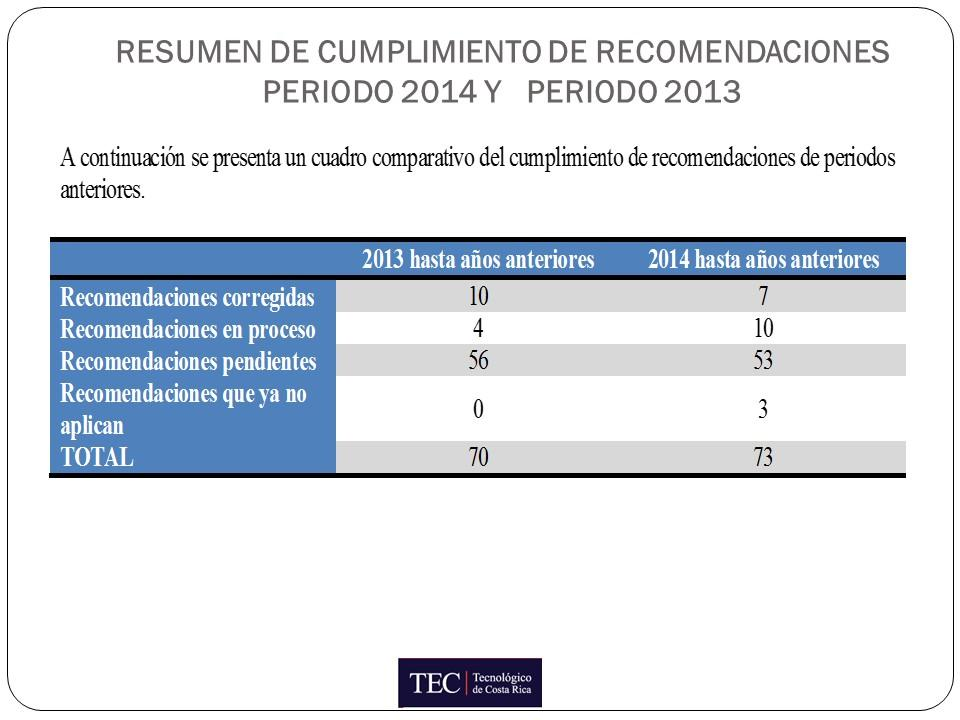 RESUMEN DE CUMPLIMIENTO DE RECOMENDACIONES
PERIODO 2014 Y PERIODO 2013
A continuación se presenta un cuadro comparativo del cumplimiento de recomendaciones de periodos
anteriores.
2013 hasta años anteriores 2014 hasta años anteriores
Recomendaciones corregidas 10 7
Recomendaciones en proceso 4 10
Recomendaciones pendientes 56 53
Recomendaciones que ya no
aplican 0 3
TOTAL 70 73
TEC | Tecnológico
de Costa Rica